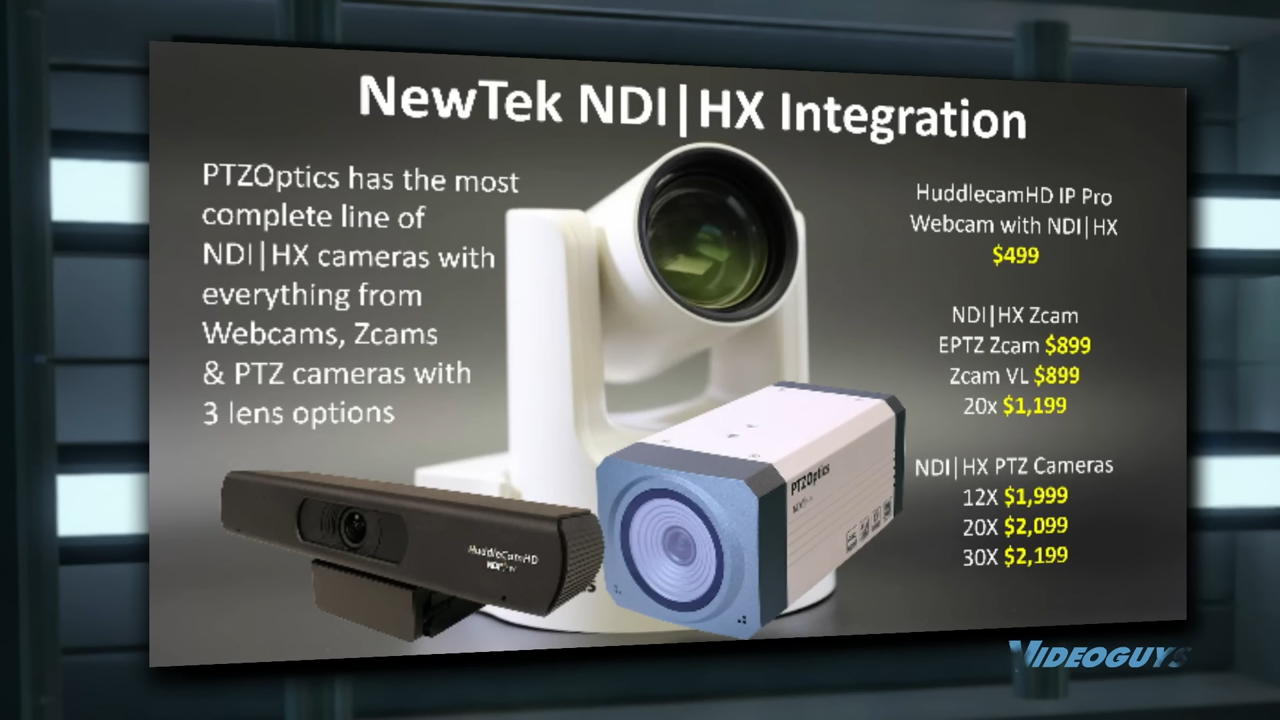 NewTek NDI|HX Integration
PTZOptics has the most
complete line of
NDI|HX cameras with
everything from
Webcams, Zcams
& PTZ cameras with
3 lens options
HuddlecamHD IP Pro
Webcam with NDI|HX
$499
NDI|HX Zcam
EPTZ Zcam $899
Zcam VL $899
20x $1,199
NDI|HX PTZ Cameras
12X $1,999
20X $2,099
30X $2,199
HuddleCamHD
NDI
PTZOptics
VIDEOGUYS